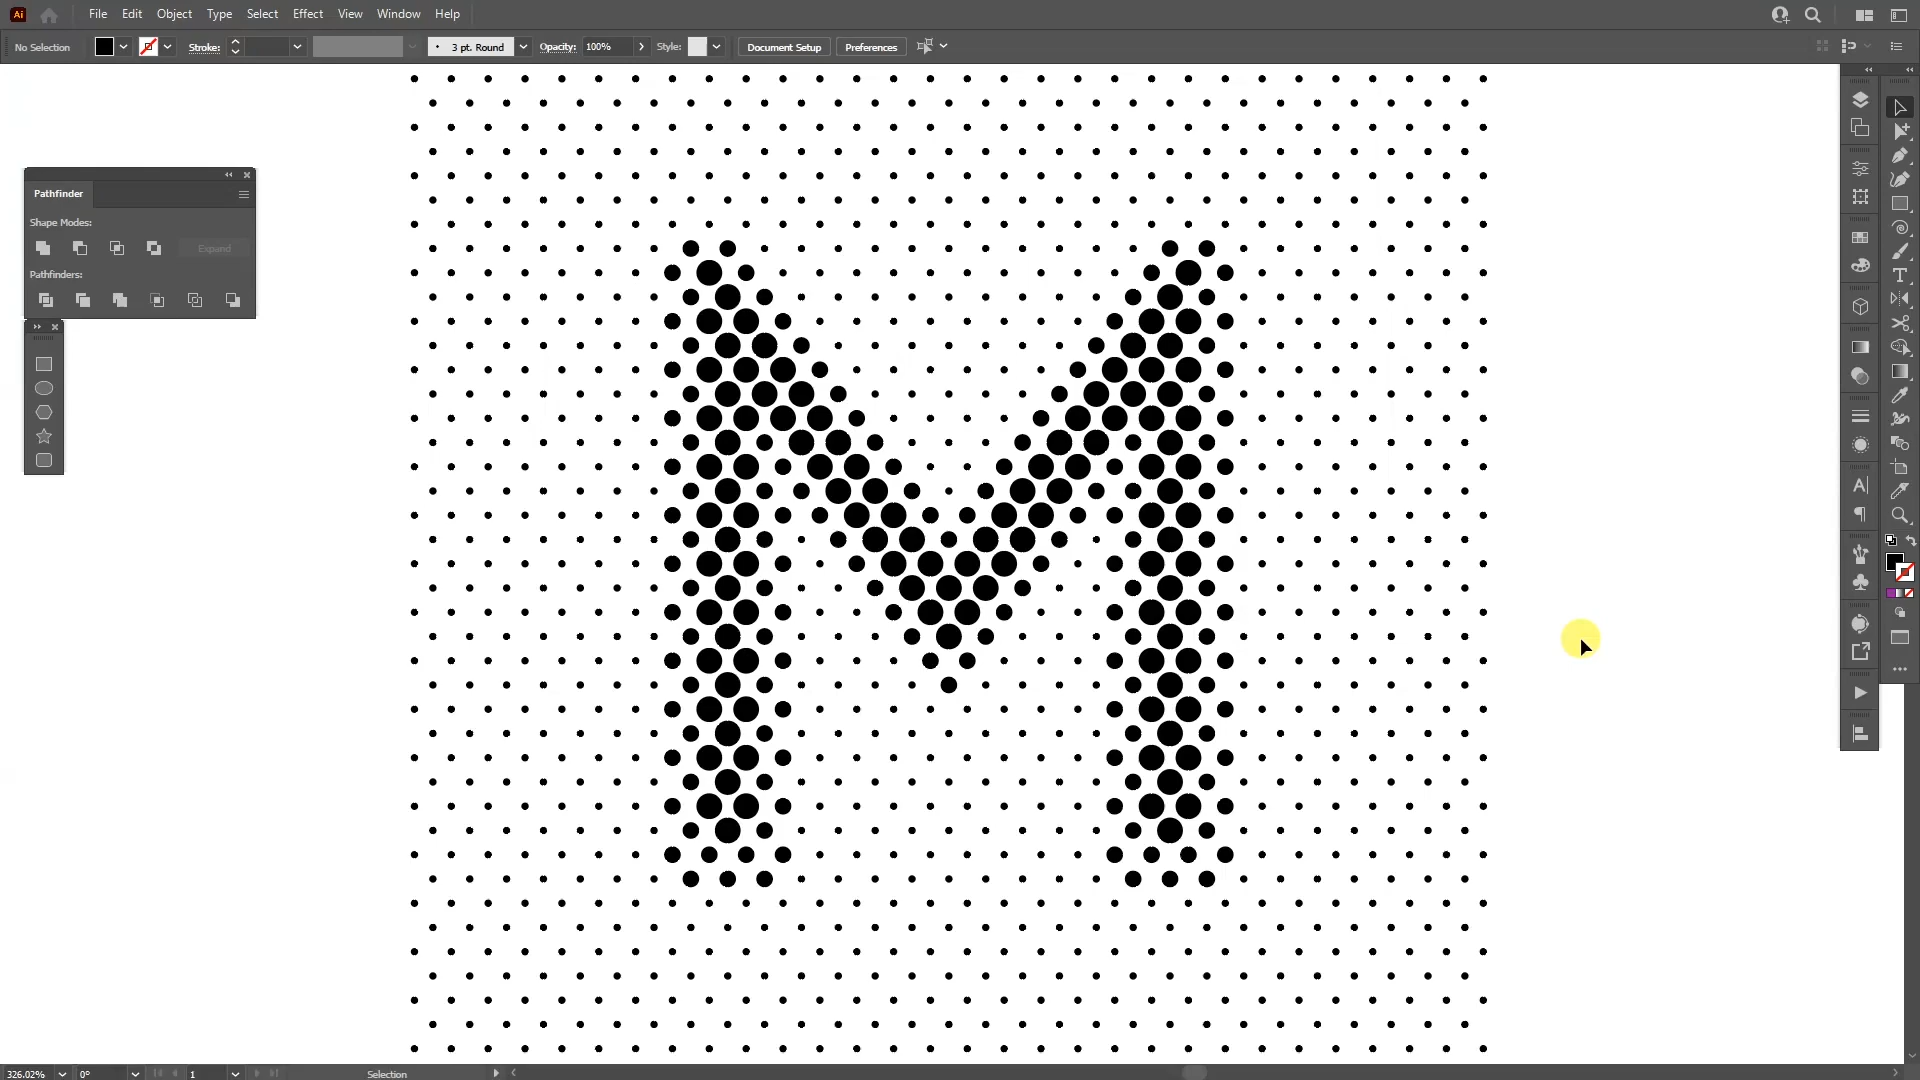 Ai File Edit Object Type Select Effect View Window Help
No Selection Stroke: 3 pt. Round Opacity: 100% Style: Document Setup Preferences
Pathfinder
Shape Modes:
Expand
Pathfinders:
M
326.02% 0° 1 Selection